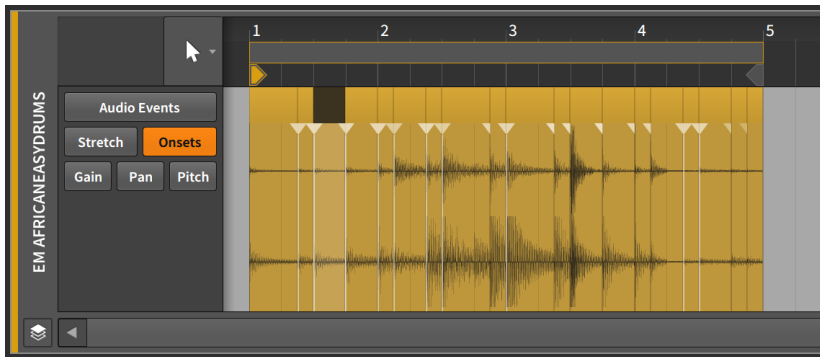 1 2 3 4 5
EM AFRICANEASYDRUMS
Audio Events
Stretch Onsets
Gain Pan Pitch